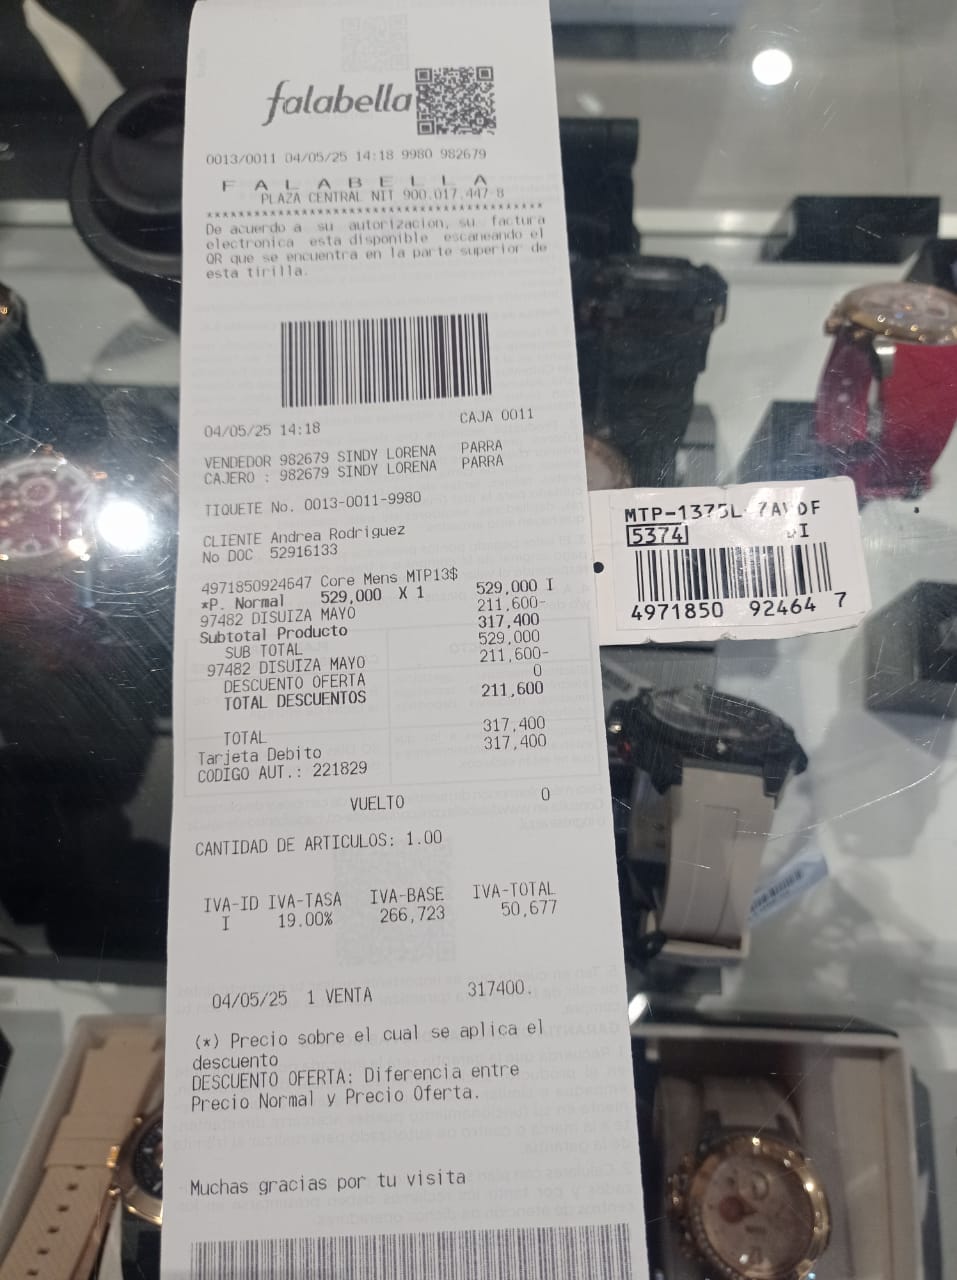 falabella
0013/0011 04/05/25 14:18 9980 982679
F A L A B E L L A
PLAZA CENTRAL NIT 900.017.447-8
De acuerdo a su autorizacion, su factura
electronica esta disponible escaneando el
QR que se encuentra en la parte superior de
esta tirilla.
04/05/25 14:18 CAJA 0011
VENDEDOR 982679 SINDY LORENA PARRA
CAJERO : 982679 SINDY LORENA PARRA
TIQUETE No. 0013-0011-9980
CLIENTE Andrea Rodriguez
No DOC 52916133
4971850924647 Core Mens MTP13$
*P. Normal 529,000 X 1 529,000 I
97482 DISUIZA MAYO 211,600-
Subtotal Producto 317,400
SUB TOTAL 529,000
97482 DISUIZA MAYO 211,600-
DESCUENTO OFERTA 0
TOTAL DESCUENTOS 211,600
TOTAL 317,400
Tarjeta Debito 317,400
CODIGO AUT.: 221829
VUELTO 0
CANTIDAD DE ARTICULOS: 1.00
IVA-ID IVA-TASA IVA-BASE IVA-TOTAL
I 19.00% 266,723 50,677
04/05/25 1 VENTA 317400.
(*) Precio sobre el cual se aplica el
descuento
DESCUENTO OFERTA: Diferencia entre
Precio Normal y Precio Oferta.
Muchas gracias por tu visita
MTP-1375L-7AVDF
5374 DI
4971850 92464 7